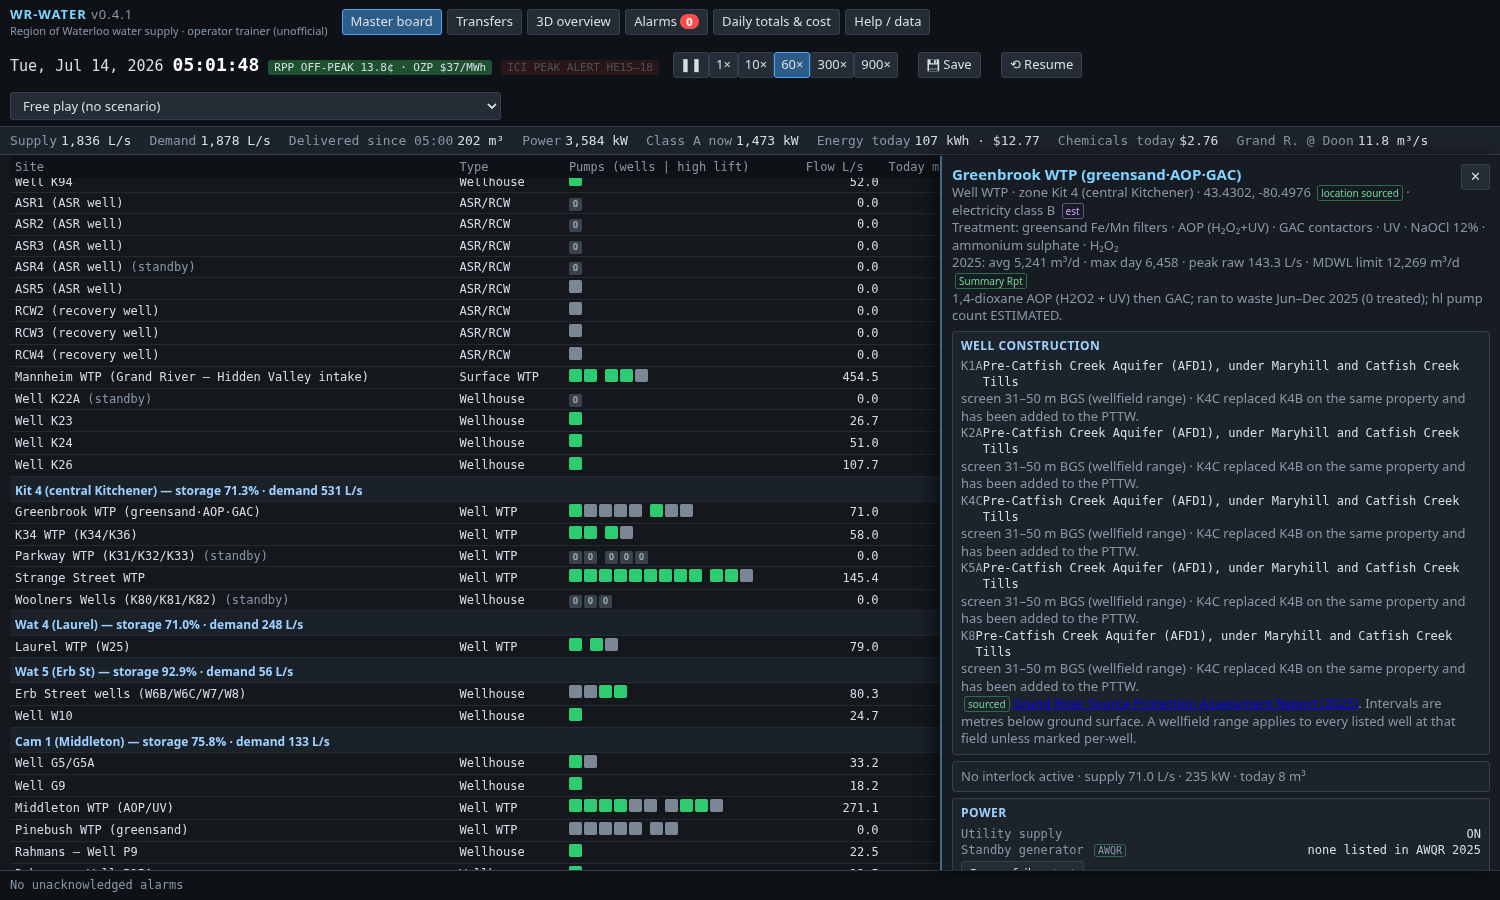 WR-WATER v0.4.1
Region of Waterloo water supply · operator trainer (unofficial)
Master board Transfers 3D overview Alarms 0 Daily totals & cost Help / data
Tue, Jul 14, 2026 05:01:48 RPP OFF-PEAK 13.8¢ · OZP $37/MWh ICI PEAK ALERT HE15–18 ❚❚ 1× 10× 60× 300× 900× 💾 Save ⟲ Resume
Free play (no scenario)
Supply 1,836 L/s Demand 1,878 L/s Delivered since 05:00 202 m³ Power 3,584 kW Class A now 1,473 kW Energy today 107 kWh · $12.77 Chemicals today $2.76 Grand R. @ Doon 11.8 m³/s
Site Type Pumps (wells | high lift) Flow L/s Today m
Well K94 Wellhouse 52.0
ASR1 (ASR well) ASR/RCW 0 0.0
ASR2 (ASR well) ASR/RCW 0 0.0
ASR3 (ASR well) ASR/RCW 0 0.0
ASR4 (ASR well) (standby) ASR/RCW 0 0.0
ASR5 (ASR well) ASR/RCW 0.0
RCW2 (recovery well) ASR/RCW 0.0
RCW3 (recovery well) ASR/RCW 0.0
RCW4 (recovery well) ASR/RCW 0.0
Mannheim WTP (Grand River — Hidden Valley intake) Surface WTP 454.5
Well K22A (standby) Wellhouse 0 0.0
Well K23 Wellhouse 26.7
Well K24 Wellhouse 51.0
Well K26 Wellhouse 107.7
Kit 4 (central Kitchener) — storage 71.3% · demand 531 L/s
Greenbrook WTP (greensand·AOP·GAC) Well WTP 71.0
K34 WTP (K34/K36) Well WTP 58.0
Parkway WTP (K31/K32/K33) (standby) Well WTP 0 0 0 0 0 0.0
Strange Street WTP Well WTP 145.4
Woolners Wells (K80/K81/K82) (standby) Wellhouse 0 0 0 0.0
Wat 4 (Laurel) — storage 71.0% · demand 248 L/s
Laurel WTP (W25) Well WTP 79.0
Wat 5 (Erb St) — storage 92.9% · demand 56 L/s
Erb Street wells (W6B/W6C/W7/W8) Wellhouse 80.3
Well W10 Wellhouse 24.7
Cam 1 (Middleton) — storage 75.8% · demand 133 L/s
Well G5/G5A Wellhouse 33.2
Well G9 Wellhouse 18.2
Middleton WTP (AOP/UV) Well WTP 271.1
Pinebush WTP (greensand) Well WTP 0.0
Rahmans — Well P9 Wellhouse 22.5
Greenbrook WTP (greensand·AOP·GAC) ✕
Well WTP · zone Kit 4 (central Kitchener) · 43.4302, -80.4976 location sourced ·
electricity class B est
Treatment: greensand Fe/Mn filters · AOP (H₂O₂+UV) · GAC contactors · UV · NaOCl 12% ·
ammonium sulphate · H₂O₂
2025: avg 5,241 m³/d · max day 6,458 · peak raw 143.3 L/s · MDWL limit 12,269 m³/d
Summary Rpt
1,4-dioxane AOP (H2O2 + UV) then GAC; ran to waste Jun–Dec 2025 (0 treated); hl pump
count ESTIMATED.
WELL CONSTRUCTION
K1A Pre-Catfish Creek Aquifer (AFD1), under Maryhill and Catfish Creek
Tills
screen 31–50 m BGS (wellfield range) · K4C replaced K4B on the same property and
has been added to the PTTW.
K2A Pre-Catfish Creek Aquifer (AFD1), under Maryhill and Catfish Creek
Tills
screen 31–50 m BGS (wellfield range) · K4C replaced K4B on the same property and
has been added to the PTTW.
K4C Pre-Catfish Creek Aquifer (AFD1), under Maryhill and Catfish Creek
Tills
screen 31–50 m BGS (wellfield range) · K4C replaced K4B on the same property and
has been added to the PTTW.
K5A Pre-Catfish Creek Aquifer (AFD1), under Maryhill and Catfish Creek
Tills
screen 31–50 m BGS (wellfield range) · K4C replaced K4B on the same property and
has been added to the PTTW.
K8 Pre-Catfish Creek Aquifer (AFD1), under Maryhill and Catfish Creek
Tills
screen 31–50 m BGS (wellfield range) · K4C replaced K4B on the same property and
has been added to the PTTW.
sourced Grand River Source Protection Assessment Report (2025). Intervals are
metres below ground surface. A wellfield range applies to every listed well at that
field unless marked per-well.
No interlock active · supply 71.0 L/s · 235 kW · today 8 m³
POWER
Utility supply ON
Standby generator AWQR none listed in AWQR 2025
No unacknowledged alarms